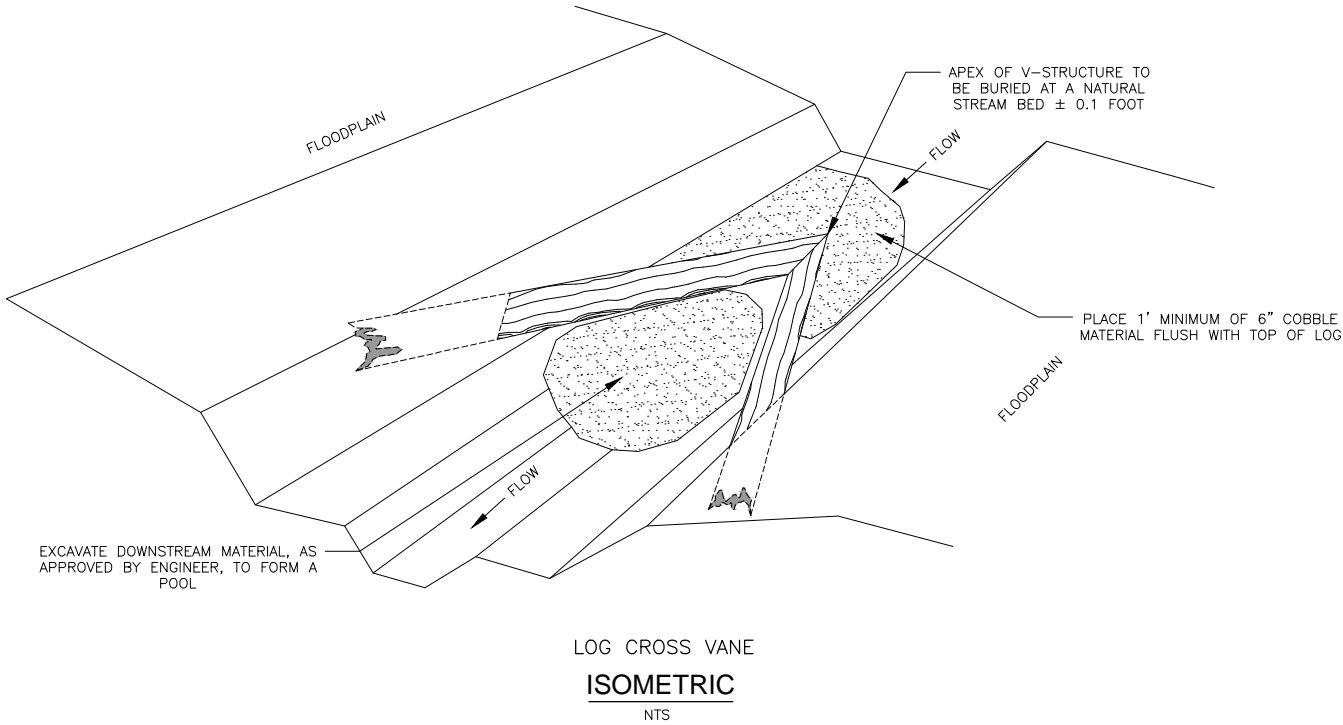 FLOODPLAIN
APEX OF V-STRUCTURE TO
BE BURIED AT A NATURAL
STREAM BED ± 0.1 FOOT
FLOW
PLACE 1' MINIMUM OF 6" COBBLE
MATERIAL FLUSH WITH TOP OF LOG
FLOODPLAIN
FLOW
EXCAVATE DOWNSTREAM MATERIAL, AS
APPROVED BY ENGINEER, TO FORM A
POOL
LOG CROSS VANE
ISOMETRIC
NTS